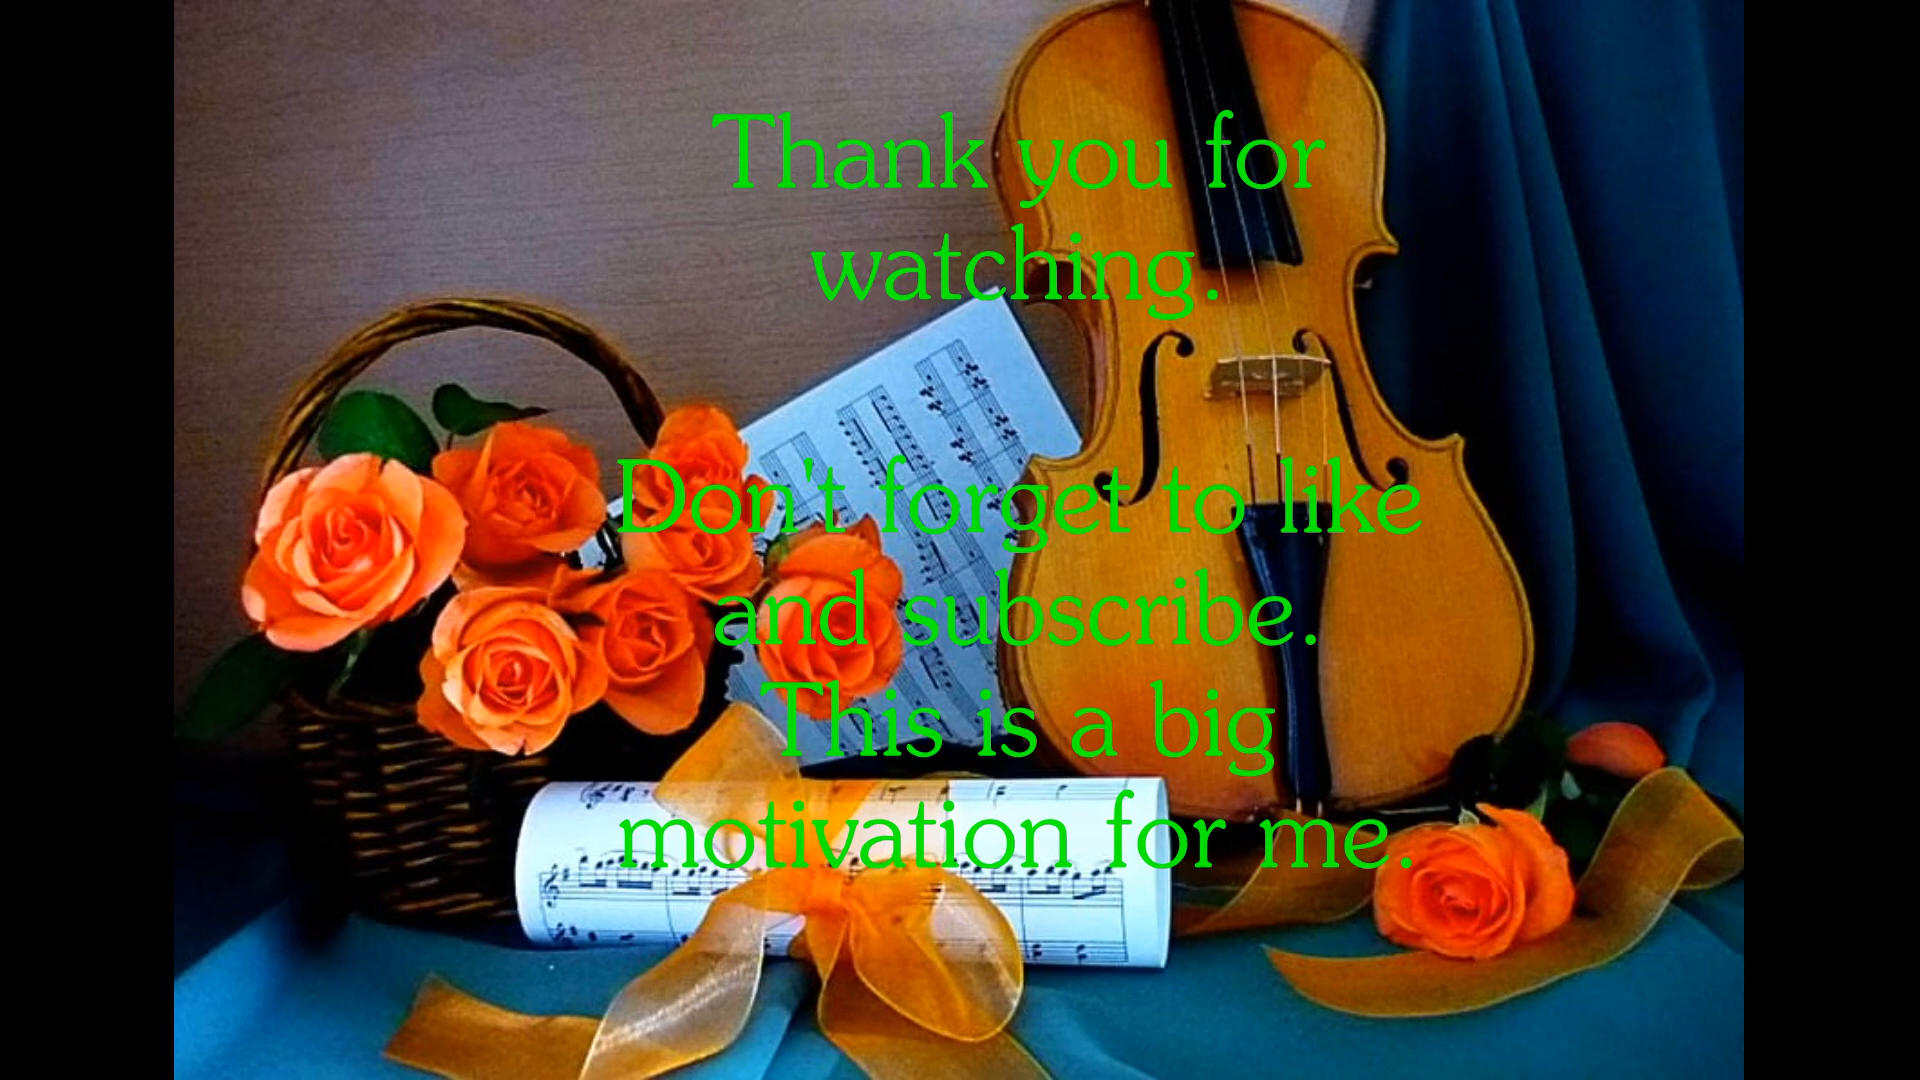 Thank you for
watching.
Don't forget to like
and subscribe.
This is a big
motivation for me.